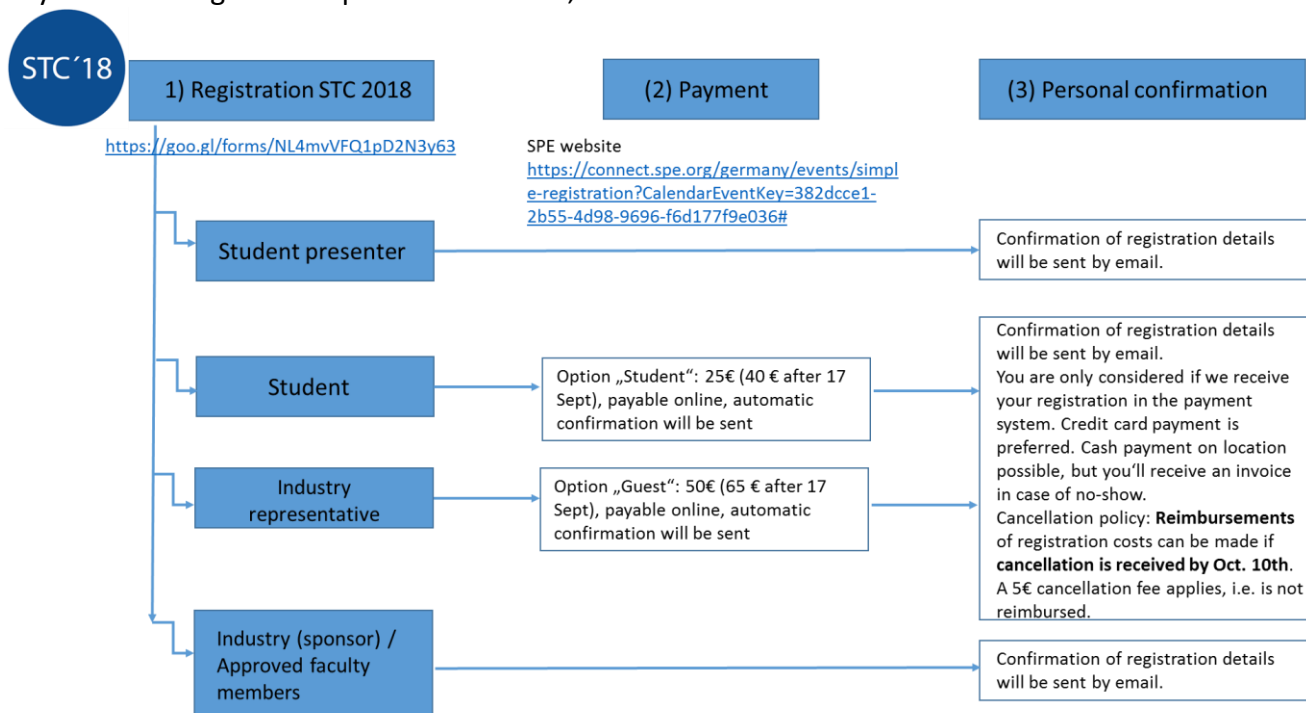 STC´18
1) Registration STC 2018
(2) Payment
(3) Personal confirmation
https://goo.gl/forms/NL4mvVFQ1pD2N3y63
SPE website
https://connect.spe.org/germany/events/simpl
e-registration?CalendarEventKey=382dcce1-
2b55-4d98-9696-f6d177f9e036#
Student presenter
Confirmation of registration details
will be sent by email.
Student
Option „Student“: 25€ (40 € after 17
Sept), payable online, automatic
confirmation will be sent
Industry
representative
Option „Guest“: 50€ (65 € after 17
Sept), payable online, automatic
confirmation will be sent
Confirmation of registration details
will be sent by email.
You are only considered if we receive
your registration in the payment
system. Credit card payment is
preferred. Cash payment on location
possible, but you‘ll receive an invoice
in case of no-show.
Cancellation policy: Reimbursements
of registration costs can be made if
cancellation is received by Oct. 10th.
A 5€ cancellation fee applies, i.e. is not
reimbursed.
Industry (sponsor) /
Approved faculty
members
Confirmation of registration details
will be sent by email.